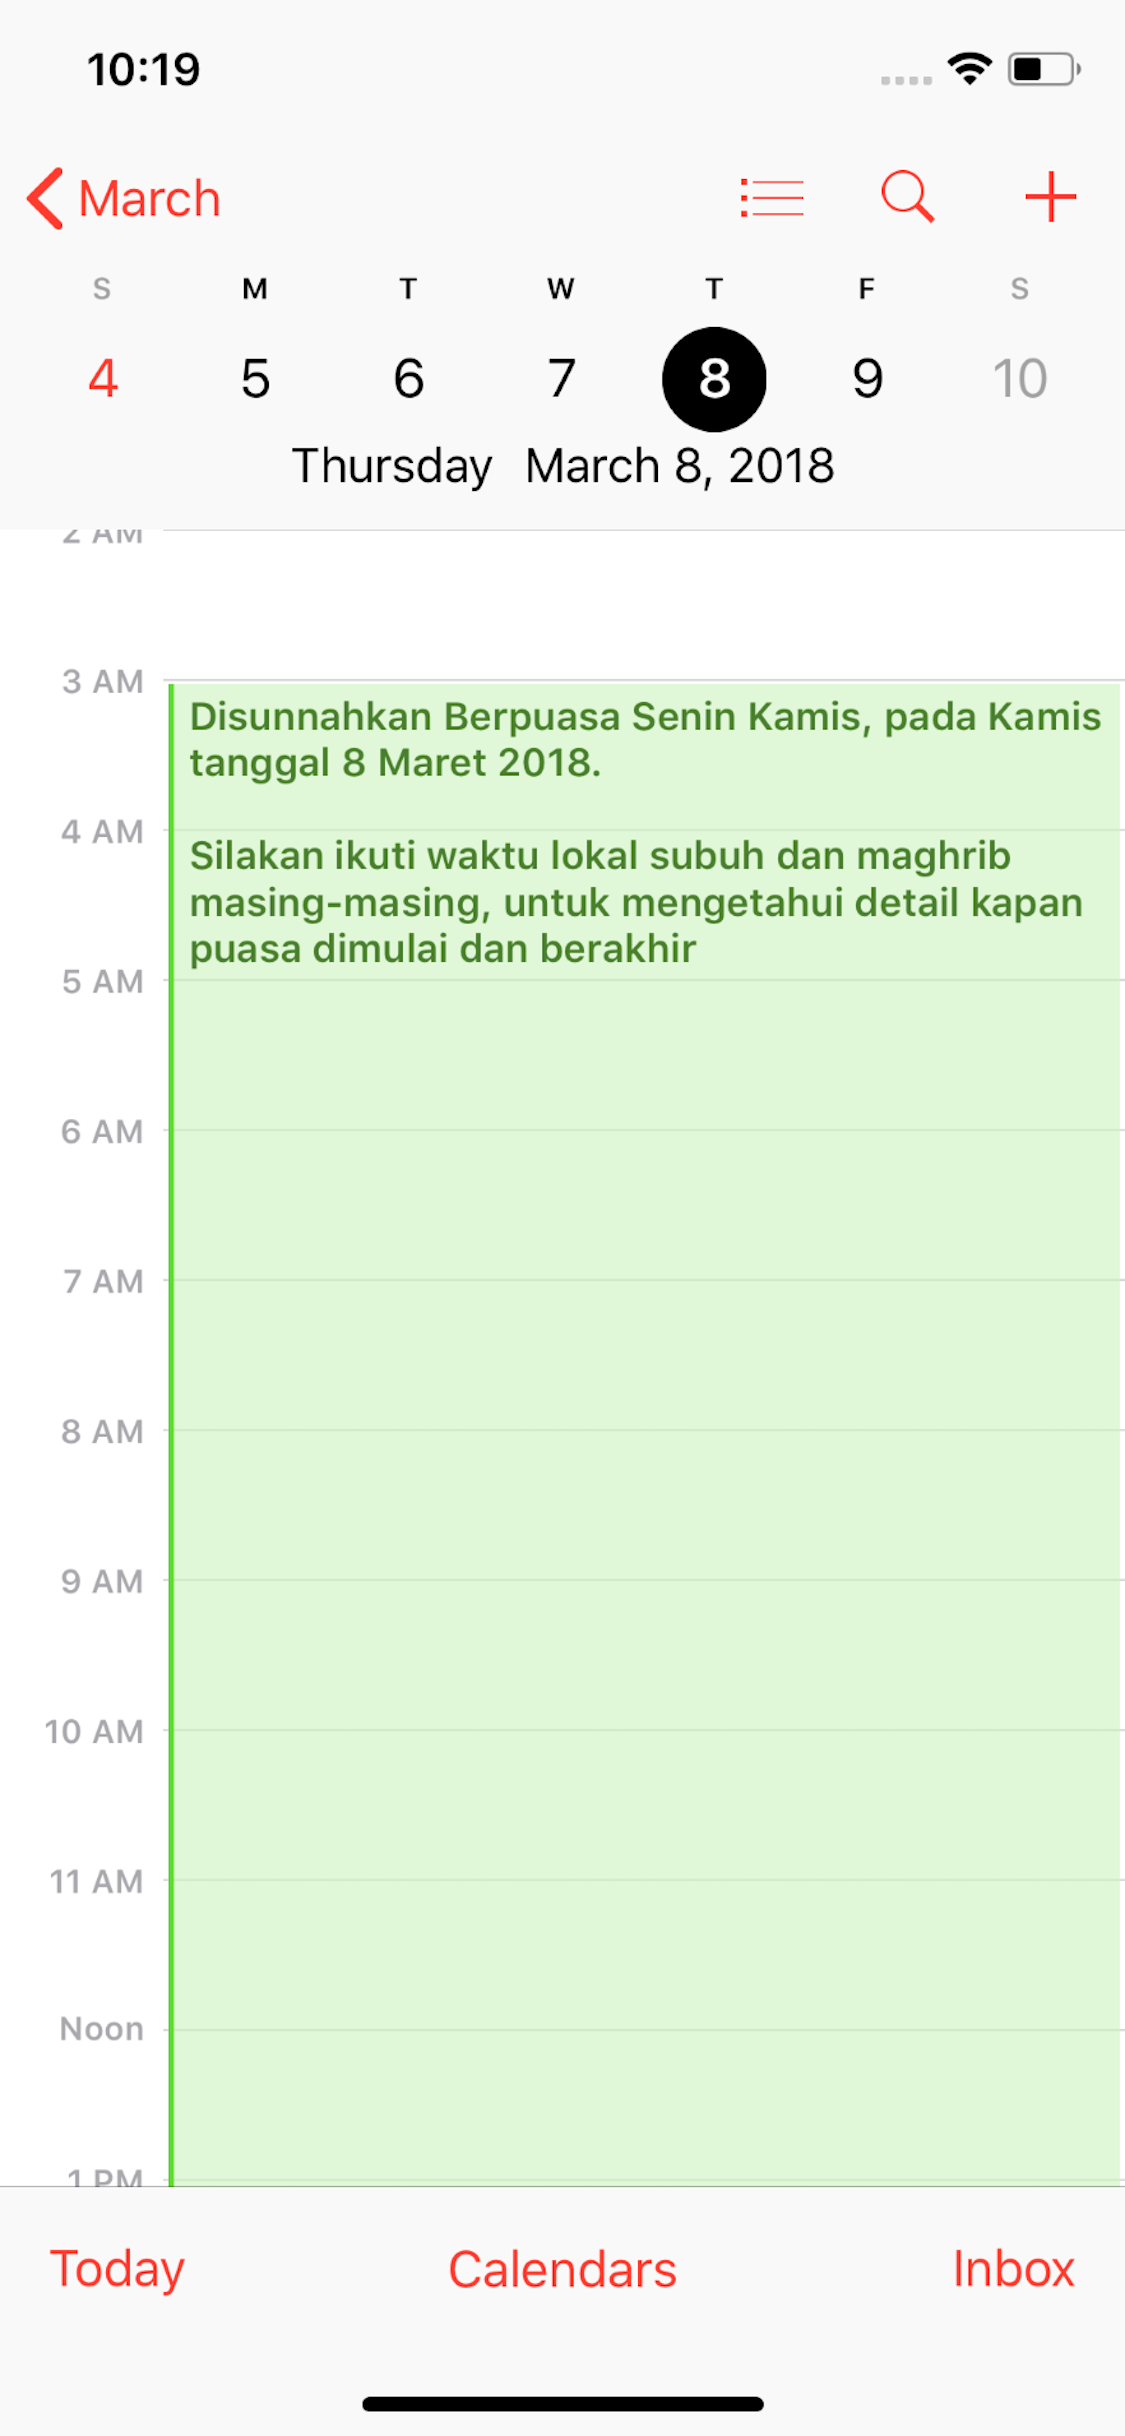 10:19
March
S M T W T F S
4 5 6 7 8 9 10
Thursday March 8, 2018
2 AM
3 AM
Disunnahkan Berpuasa Senin Kamis, pada Kamis
tanggal 8 Maret 2018.
4 AM
Silakan ikuti waktu lokal subuh dan maghrib
masing-masing, untuk mengetahui detail kapan
puasa dimulai dan berakhir
5 AM
6 AM
7 AM
8 AM
9 AM
10 AM
11 AM
Noon
1 PM
Today Calendars Inbox